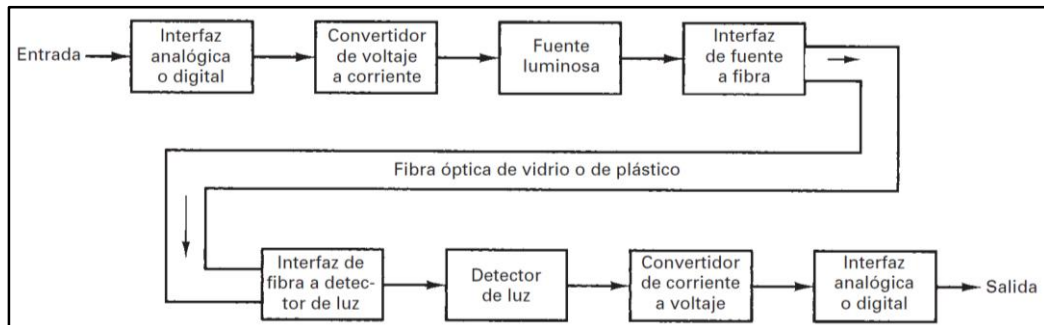 Entrada
Interfaz
analógica
o digital
Convertidor
de voltaje
a corriente
Fuente
luminosa
Interfaz
de fuente
a fibra
Fibra óptica de vidrio o de plástico
Interfaz de
fibra a detec-
tor de luz
Detector
de luz
Convertidor
de corriente
a voltaje
Interfaz
analógica
o digital
Salida